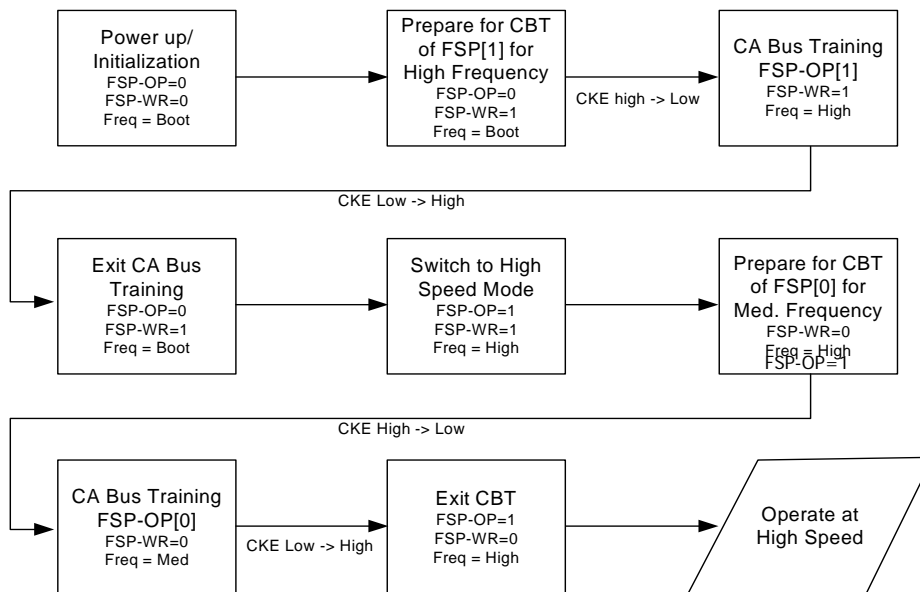 Power up/
Initialization
FSP-OP=0
FSP-WR=0
Freq = Boot
Prepare for CBT
of FSP[1] for
High Frequency
FSP-OP=0
FSP-WR=1
Freq = Boot
CKE high -> Low
CA Bus Training
FSP-OP[1]
FSP-WR=1
Freq = High
CKE Low -> High
Exit CA Bus
Training
FSP-OP=0
FSP-WR=1
Freq = Boot
Switch to High
Speed Mode
FSP-OP=1
FSP-WR=1
Freq = High
Prepare for CBT
of FSP[0] for
Med. Frequency
FSP-WR=0
Freq = High
FSP-OP=1
CKE High -> Low
CA Bus Training
FSP-OP[0]
FSP-WR=0
Freq = Med
CKE Low -> High
Exit CBT
FSP-OP=1
FSP-WR=0
Freq = High
Operate at
High Speed